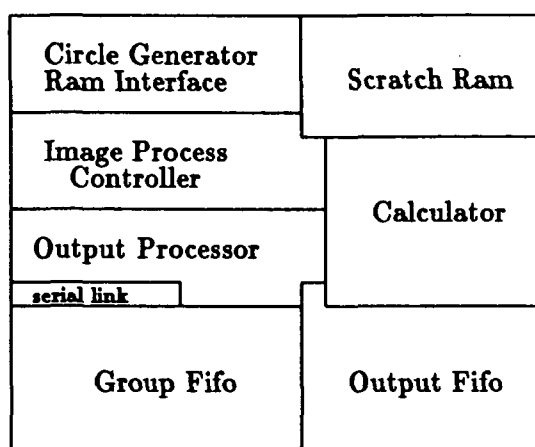 Circle Generator
Ram Interface
Scratch Ram
Image Process
Controller
Calculator
Output Processor
serial link
Group Fifo
Output Fifo